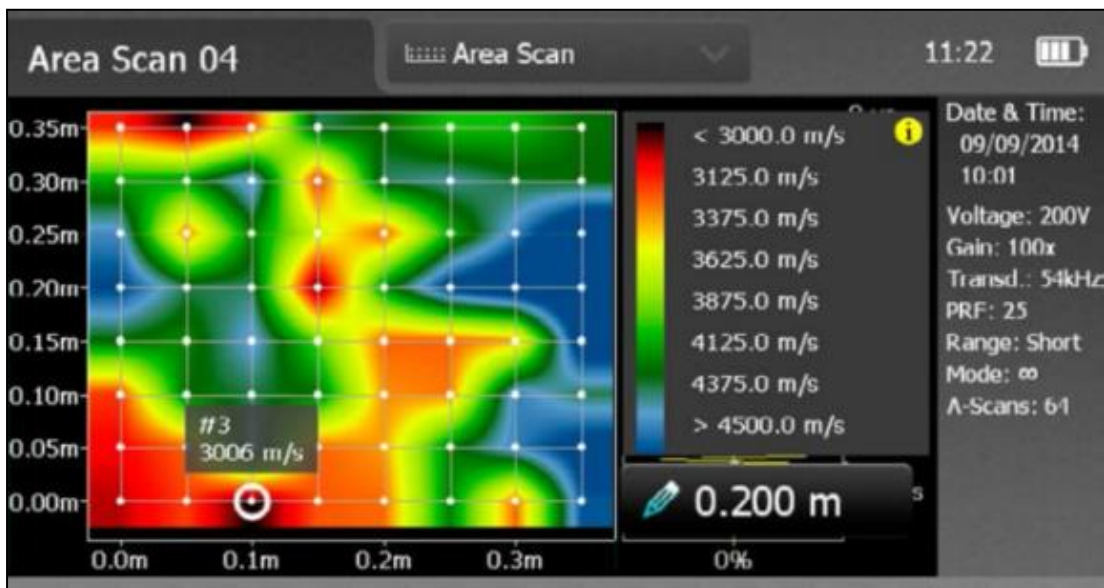 Area Scan 04
Area Scan
11:22
0.35m
0.30m
0.25m
0.20m
0.15m
0.10m
0.05m
0.00m
0.0m
0.1m
0.2m
0.3m
#3
3006 m/s
< 3000.0 m/s
3125.0 m/s
3375.0 m/s
3625.0 m/s
3875.0 m/s
4125.0 m/s
4375.0 m/s
> 4500.0 m/s
i
0.200 m
s
0%
Date & Time:
09/09/2014
10:01
Voltage: 200V
Gain: 100x
Transd.: 54kHz
PRF: 25
Range: Short
Mode: ∞
A-Scans: 64